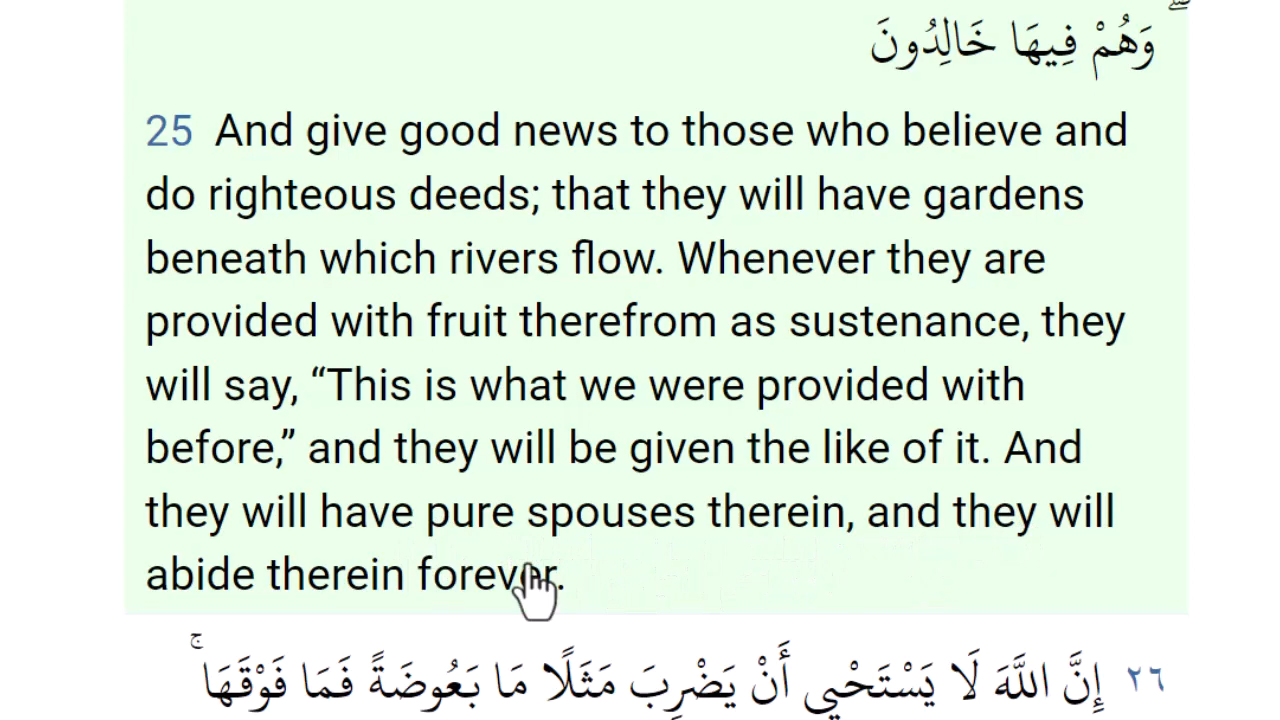 وَهُمْ فِيهَا خَالِدُونَ ۖ
25 And give good news to those who believe and
do righteous deeds; that they will have gardens
beneath which rivers flow. Whenever they are
provided with fruit therefrom as sustenance, they
will say, “This is what we were provided with
before,” and they will be given the like of it. And
they will have pure spouses therein, and they will
abide therein forever.
٢٦ إِنَّ اللَّهَ لَا يَسْتَحْيِي أَنْ يَضْرِبَ مَثَلًا مَا بَعُوضَةً فَمَا فَوْقَهَا ۚ